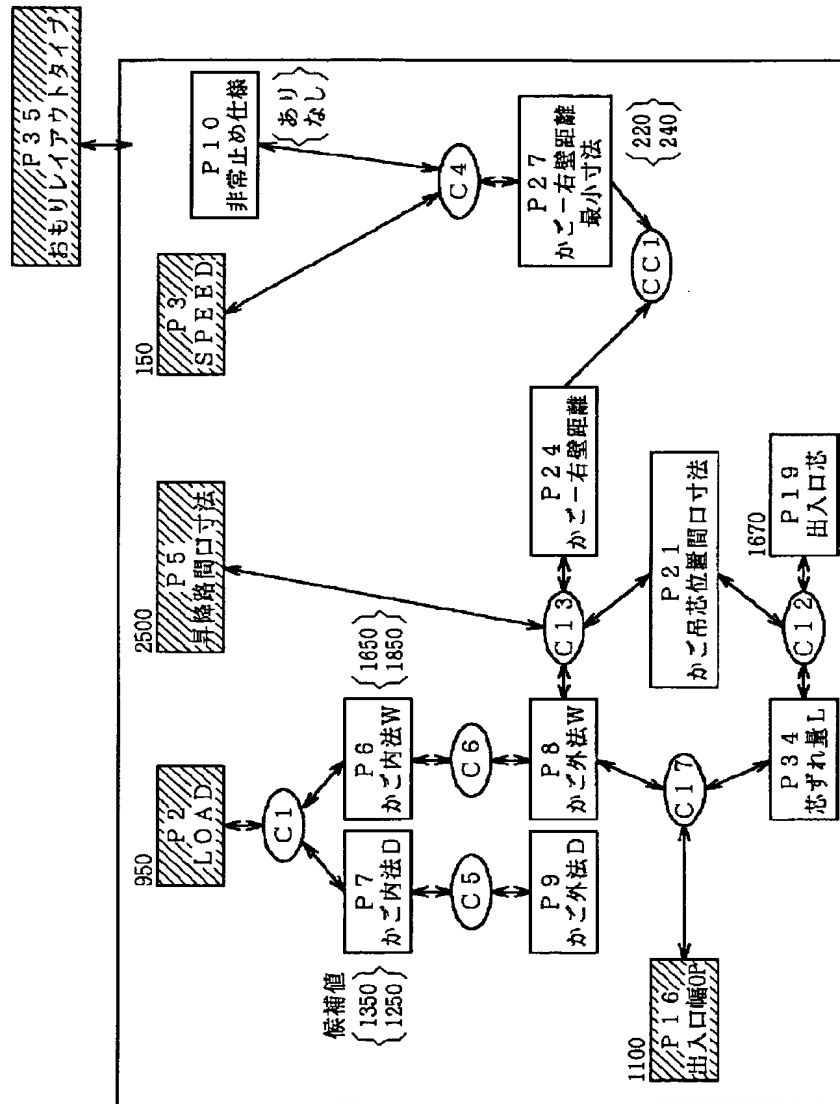 P35
おもりレイアウトタイプ
950
P2
LOAD
2500
P5
昇降路間口寸法
150
P3
SPEED
P10
非常止め仕様
あり
なし
C1
候補値
1350
1250
P7
かご内法D
P6
かご内法W
1650
1850
C4
C5
C6
P9
かご外法D
P8
かご外法W
C13
P24
かご－右壁距離
P27
かご－右壁距離
最小寸法
220
240
CC1
1100
P16
出入口幅OP
C17
P21
かご吊芯位置間口寸法
P34
芯ずれ量L
C12
1670
P19
出入口芯